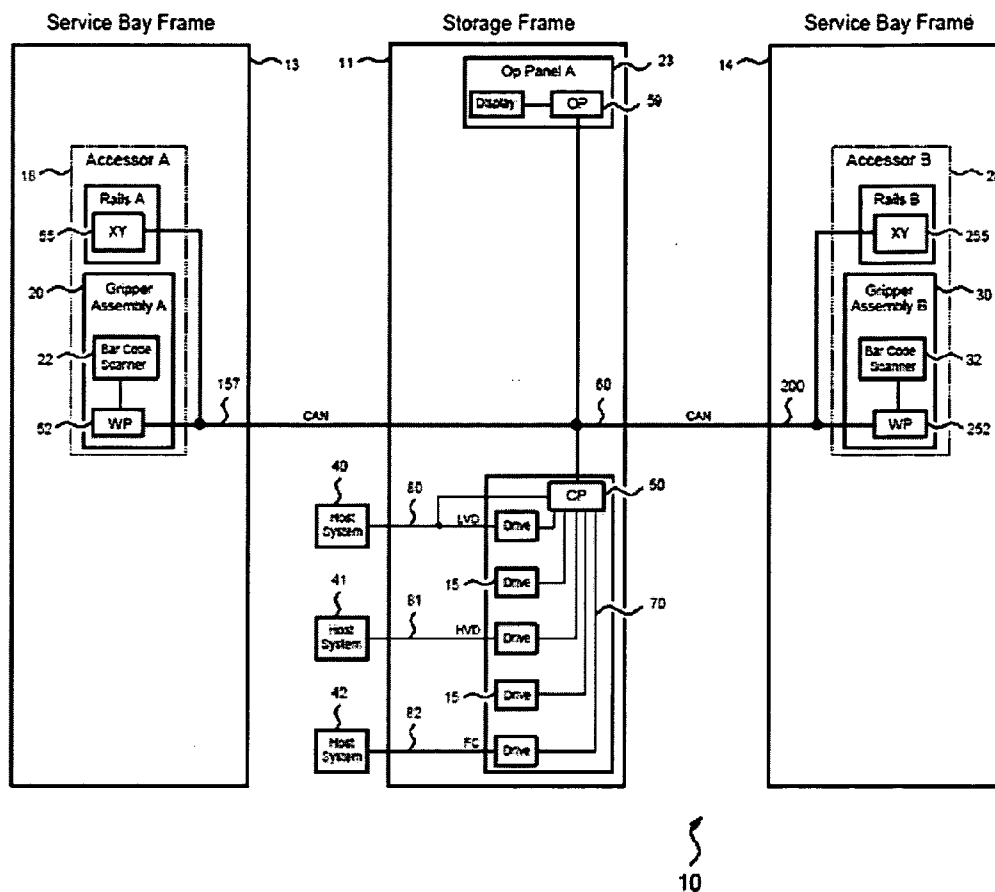 Service Bay Frame
Storage Frame
Service Bay Frame
13
11
23
14
Op Panel A
Display
OP
59
18
Accessor A
Accessor B
Rails A
Rails B
55
XY
XY
255
20
Gripper
Assembly A
Gripper
Assembly B
30
22
Bar Code
Scanner
Bar Code
Scanner
32
52
WP
157
CAN
60
CAN
200
WP
252
40
80
CP
50
Host
System
LVD
Drive
15
Drive
70
41
81
Host
System
HVD
Drive
15
Drive
42
82
Host
System
FC
Drive
10